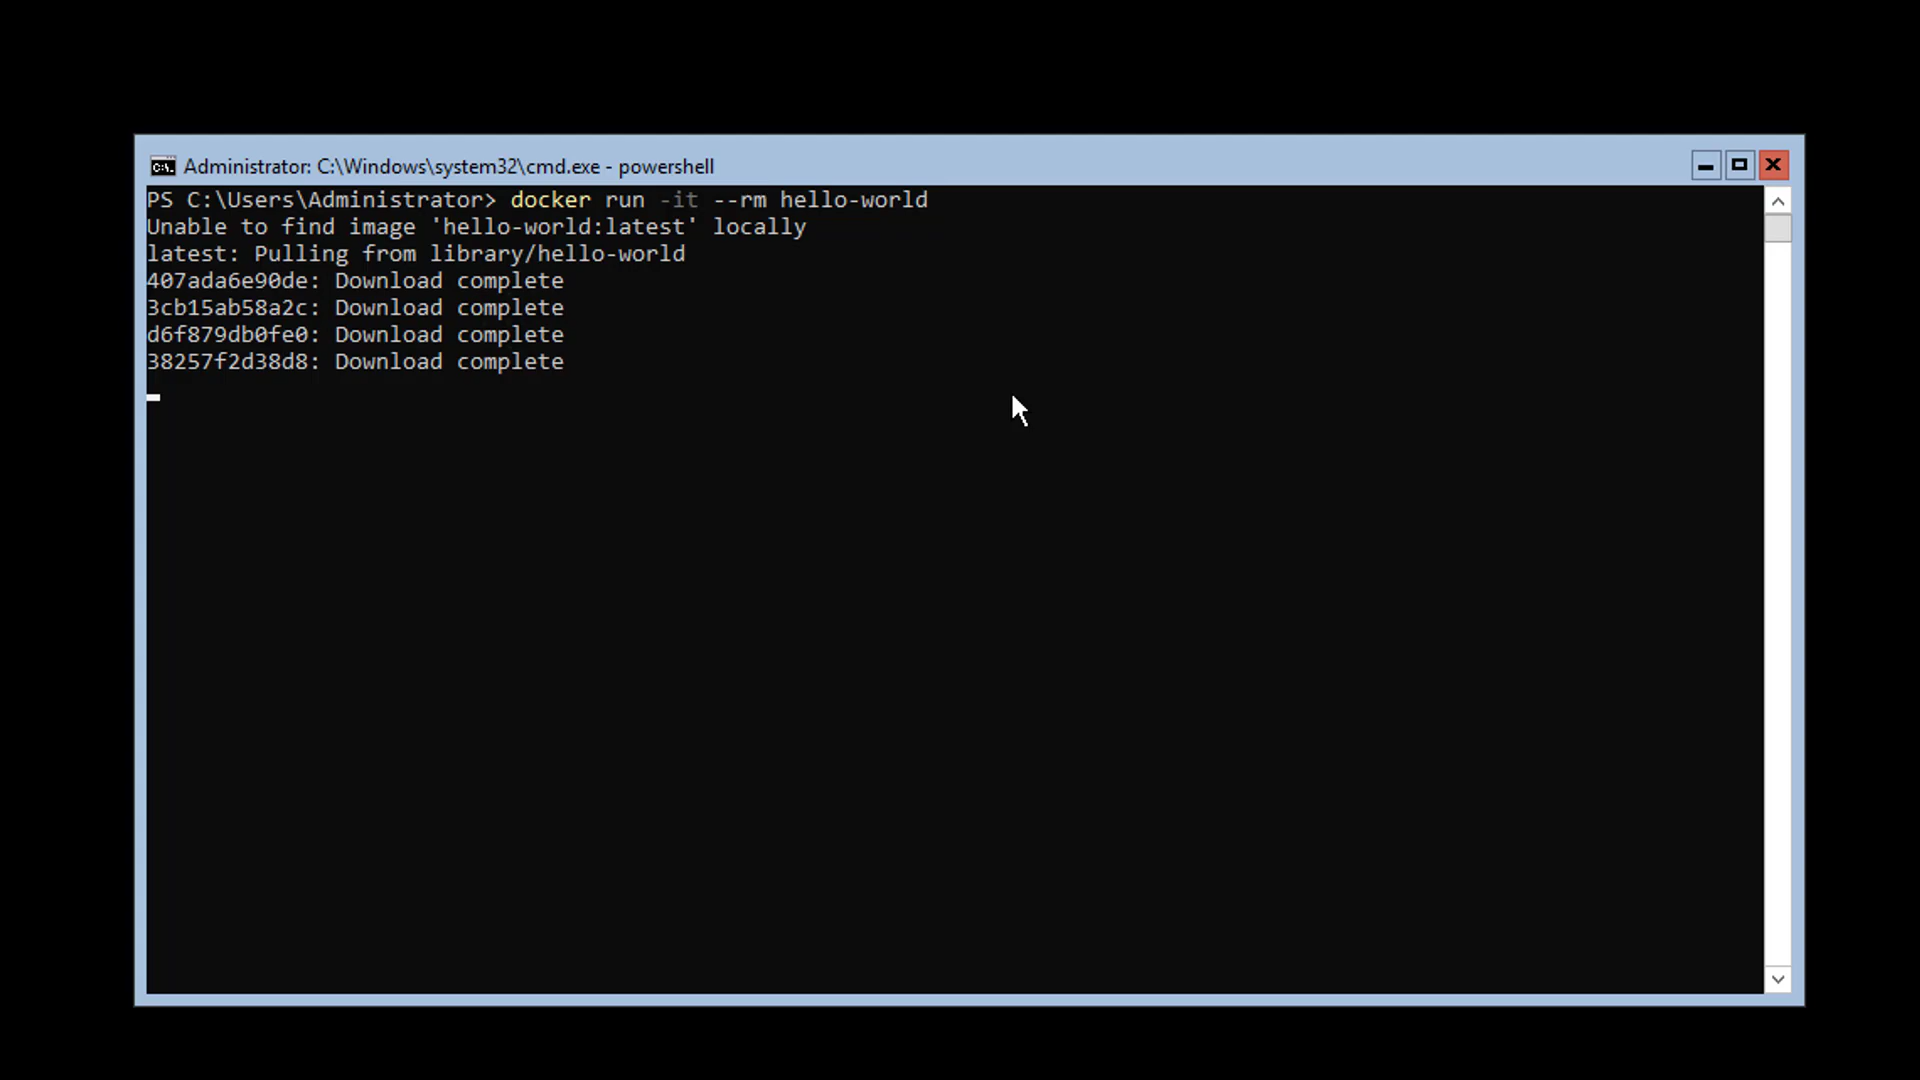 Administrator: C:\Windows\system32\cmd.exe - powershell
PS C:\Users\Administrator> docker run -it --rm hello-world
Unable to find image 'hello-world:latest' locally
latest: Pulling from library/hello-world
407ada6e90de: Download complete
3cb15ab58a2c: Download complete
d6f879db0fe0: Download complete
38257f2d38d8: Download complete